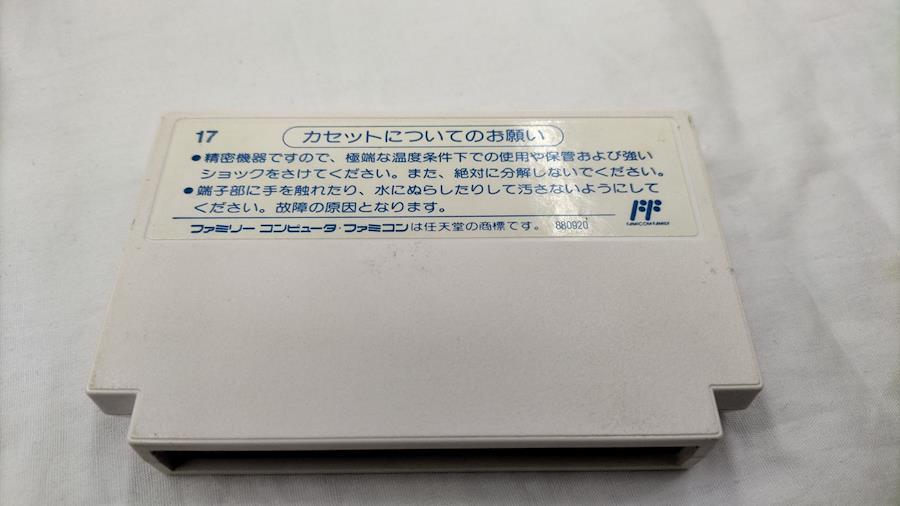 17
カセットについてのお願い
●精密機器ですので、極端な温度条件下での使用や保管および強い
ショックをさけてください。また、絶対に分解しないでください。
●端子部に手を触れたり、水にぬらしたりして汚さないようにして
ください。故障の原因となります。
FAMICOM FAMILY
ファミリーコンピュータ・ファミコンは任天堂の商標です。 880920